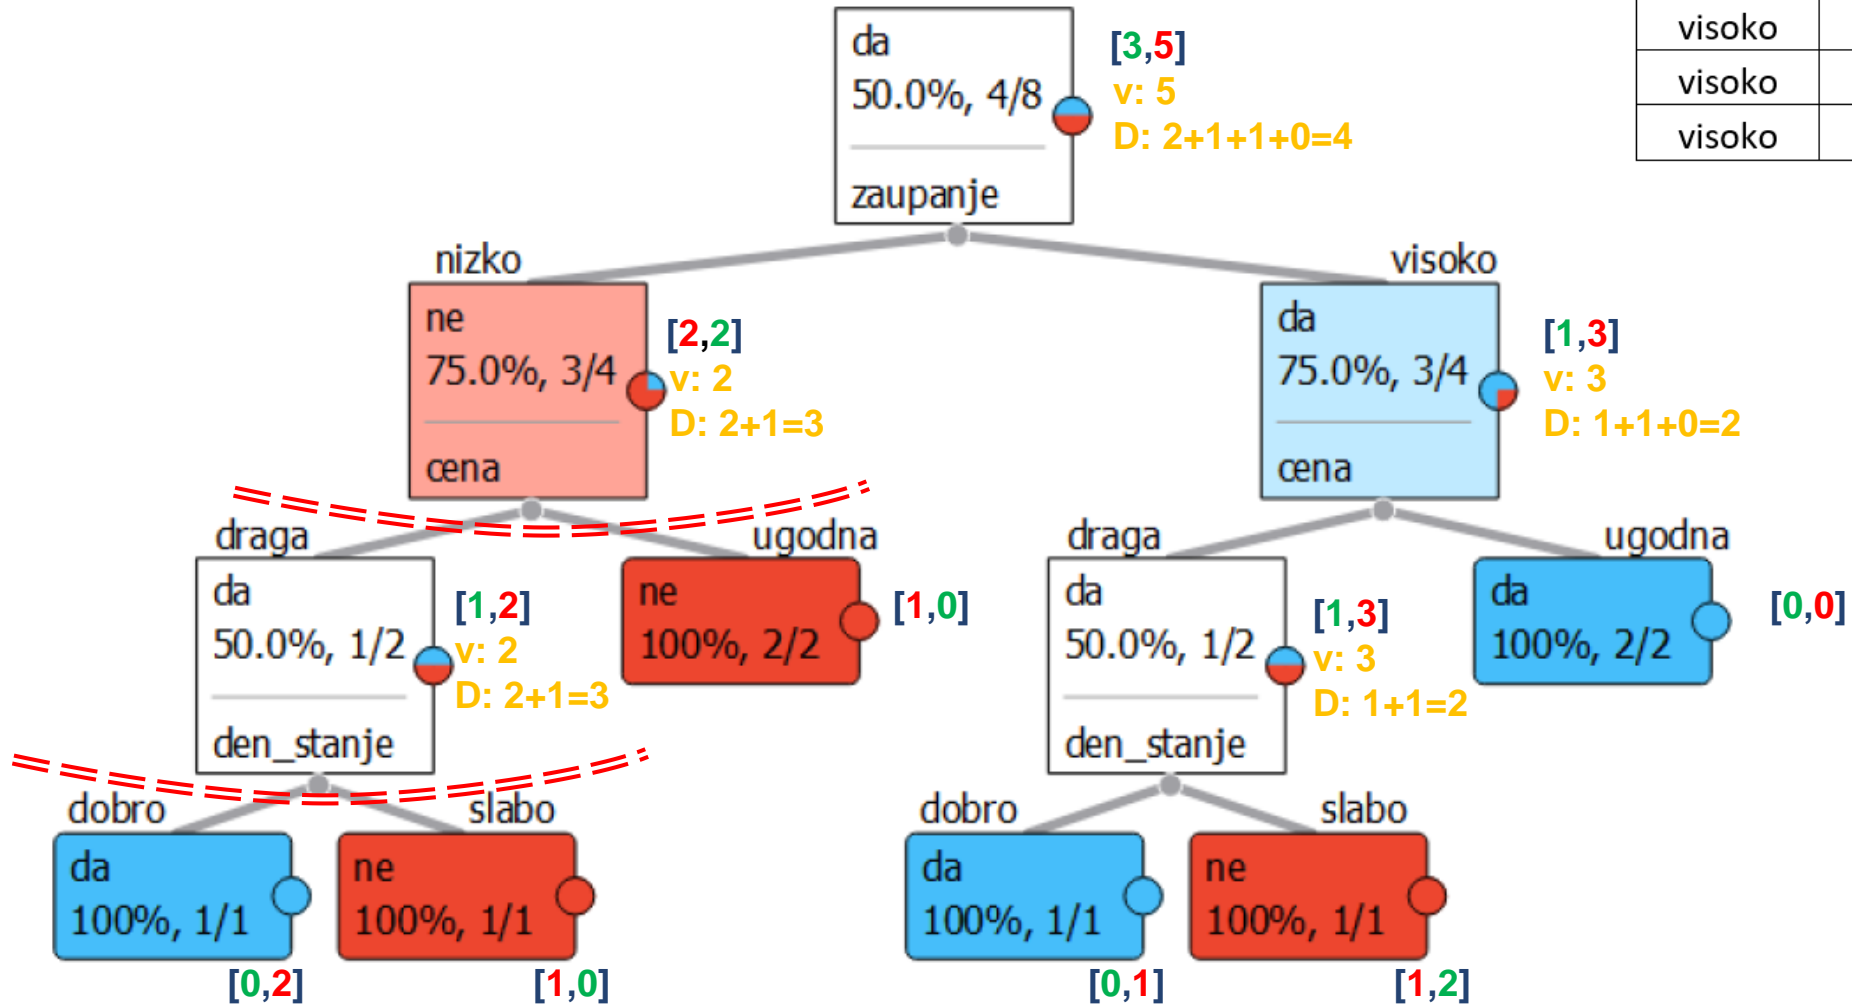 visoko
visoko
visoko
da
50.0%, 4/8
zaupanje
[3,5]
v: 5
D: 2+1+1+0=4
nizko
visoko
ne
75.0%, 3/4
cena
[2,2]
v: 2
D: 2+1=3
da
75.0%, 3/4
cena
[1,3]
v: 3
D: 1+1+0=2
draga
ugodna
draga
ugodna
da
50.0%, 1/2
den_stanje
[1,2]
v: 2
D: 2+1=3
ne
100%, 2/2
[1,0]
da
50.0%, 1/2
den_stanje
[1,3]
v: 3
D: 1+1=2
da
100%, 2/2
[0,0]
dobro
slabo
dobro
slabo
da
100%, 1/1
[0,2]
ne
100%, 1/1
[1,0]
da
100%, 1/1
[0,1]
ne
100%, 1/1
[1,2]